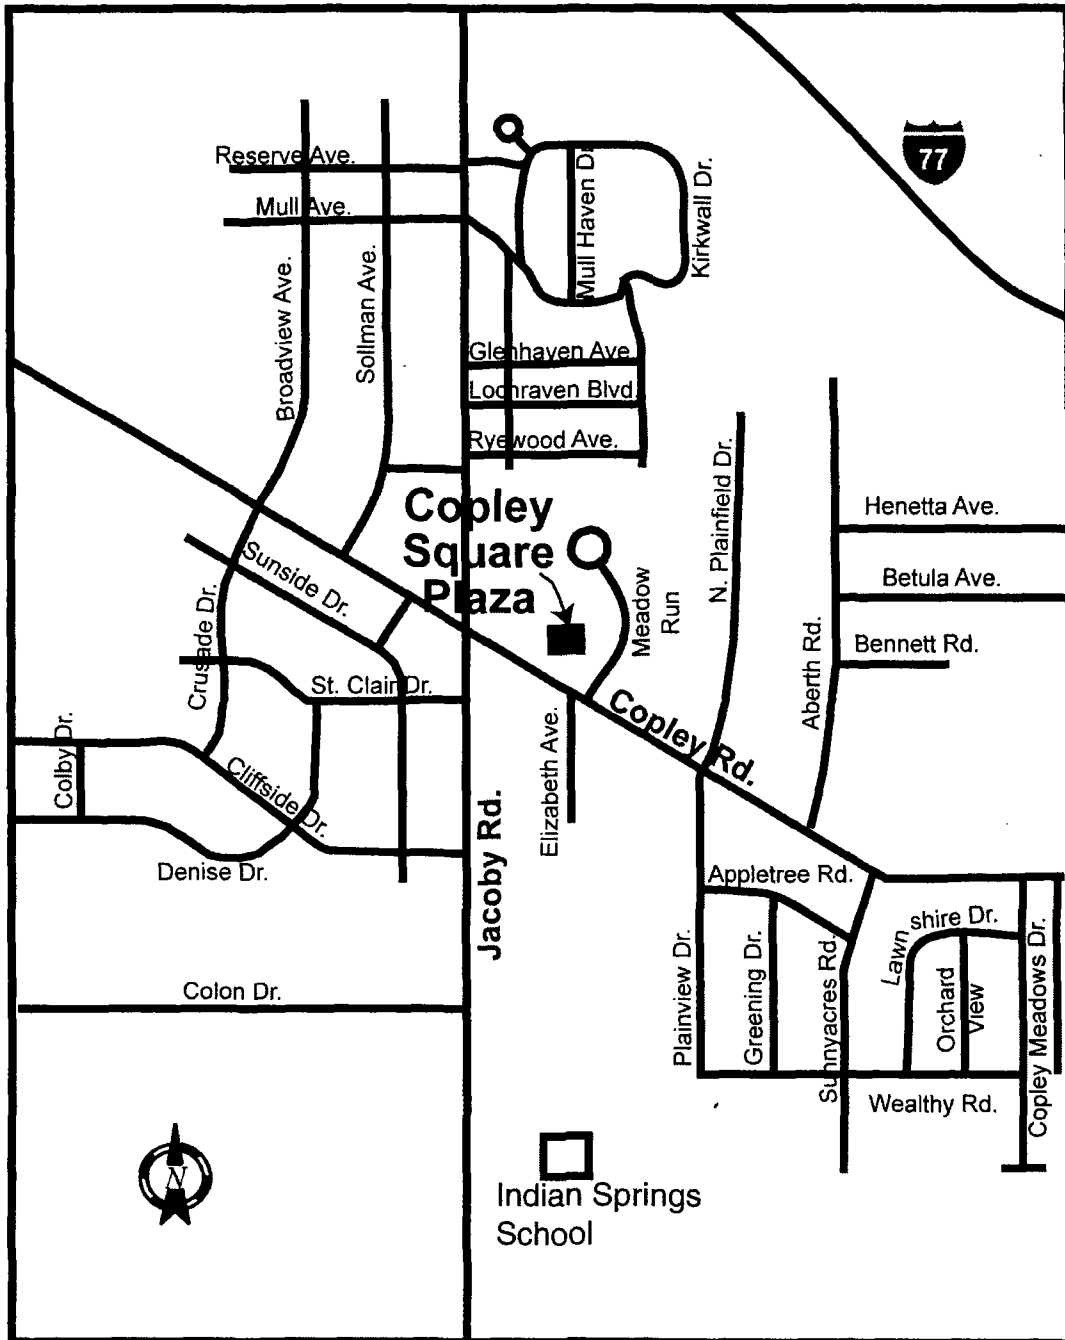 77
Reserve Ave.
Mull Ave.
Mull Haven Dr
Kirkwall Dr.
Broadview Ave.
Sollman Ave.
Glenhaven Ave.
Lochraven Blvd.
Ryewood Ave.
Copley
Square
Plaza
N. Plainfield Dr.
Henetta Ave.
Betula Ave.
Bennett Rd.
Aberth Rd.
Meadow
Run
Sunside Dr.
Crusade Dr.
St. Clair Dr.
Copley Rd.
Elizabeth Ave.
Colby Dr.
Cliffside Dr.
Denise Dr.
Jacoby Rd.
Appletree Rd.
Lawnshire Dr.
Plainview Dr.
Greening Dr.
Sunnyacres Rd.
Orchard
View
Copley Meadows Dr.
Colon Dr.
Wealthy Rd.
N
Indian Springs
School